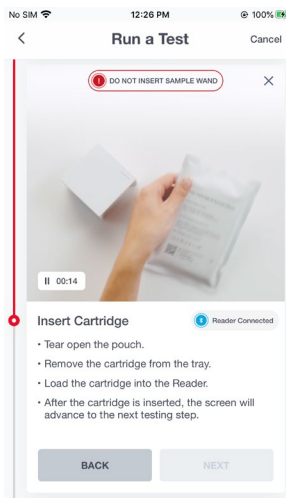 No SIM 12:26 PM 100%
Run a Test Cancel
! DO NOT INSERT SAMPLE WAND
00:14
Insert Cartridge Reader Connected
• Tear open the pouch.
• Remove the cartridge from the tray.
• Load the cartridge into the Reader.
• After the cartridge is inserted, the screen will
advance to the next testing step.
BACK NEXT